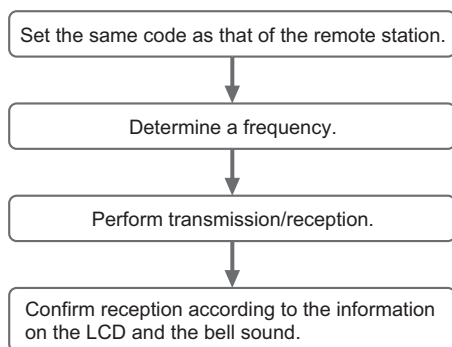 Set the same code as that of the remote station.
Determine a frequency.
Perform transmission/reception.
Confirm reception according to the information
on the LCD and the bell sound.